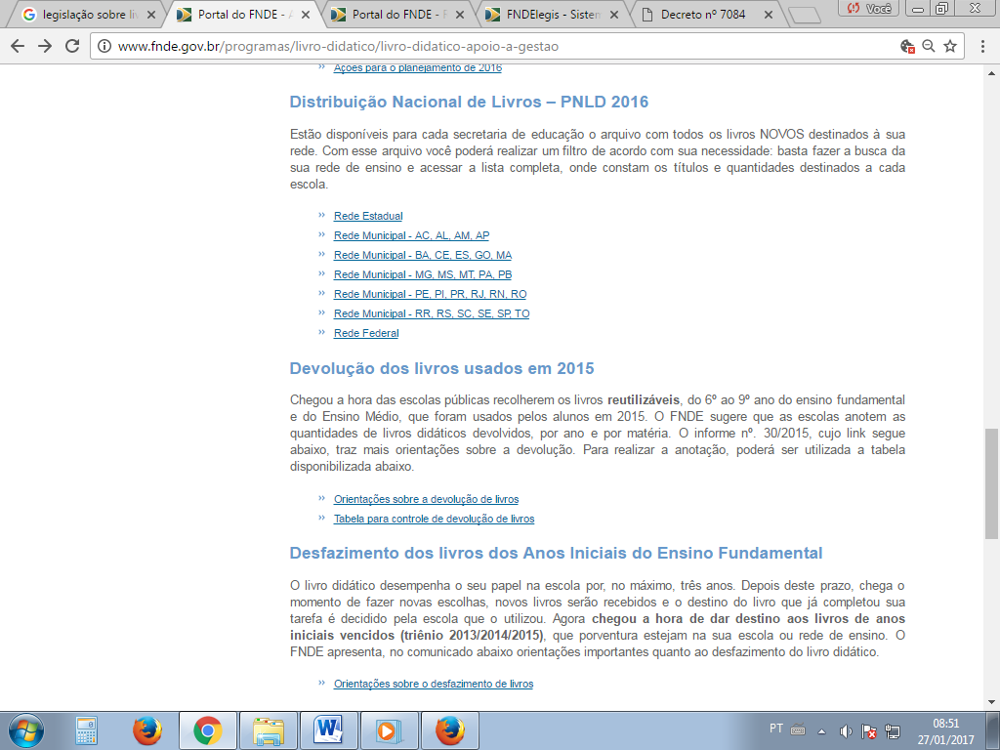 legislação sobre li
Portal do FNDE - A
Portal do FNDE - F
FNDElegis - Sistem
Decreto nº 7084
Você
www.fnde.gov.br/programas/livro-didatico/livro-didatico-apoio-a-gestao
Ações para o planejamento de 2016
Distribuição Nacional de Livros – PNLD 2016
Estão disponíveis para cada secretaria de educação o arquivo com todos os livros NOVOS destinados à sua
rede. Com esse arquivo você poderá realizar um filtro de acordo com sua necessidade: basta fazer a busca da
sua rede de ensino e acessar a lista completa, onde constam os títulos e quantidades destinados a cada
escola.
Rede Estadual
Rede Municipal - AC, AL, AM, AP
Rede Municipal - BA, CE, ES, GO, MA
Rede Municipal - MG, MS, MT, PA, PB
Rede Municipal - PE, PI, PR, RJ, RN, RO
Rede Municipal - RR, RS, SC, SE, SP, TO
Rede Federal
Devolução dos livros usados em 2015
Chegou a hora das escolas públicas recolherem os livros reutilizáveis, do 6º ao 9º ano do ensino fundamental
e do Ensino Médio, que foram usados pelos alunos em 2015. O FNDE sugere que as escolas anotem as
quantidades de livros didáticos devolvidos, por ano e por matéria. O informe nº. 30/2015, cujo link segue
abaixo, traz mais orientações sobre a devolução. Para realizar a anotação, poderá ser utilizada a tabela
disponibilizada abaixo.
Orientações sobre a devolução de livros
Tabela para controle de devolução de livros
Desfazimento dos livros dos Anos Iniciais do Ensino Fundamental
O livro didático desempenha o seu papel na escola por, no máximo, três anos. Depois deste prazo, chega o
momento de fazer novas escolhas, novos livros serão recebidos e o destino do livro que já completou sua
tarefa é decidido pela escola que o utilizou. Agora chegou a hora de dar destino aos livros de anos
iniciais vencidos (triênio 2013/2014/2015), que porventura estejam na sua escola ou rede de ensino. O
FNDE apresenta, no comunicado abaixo orientações importantes quanto ao desfazimento do livro didático.
Orientações sobre o desfazimento de livros
PT
08:51
27/01/2017